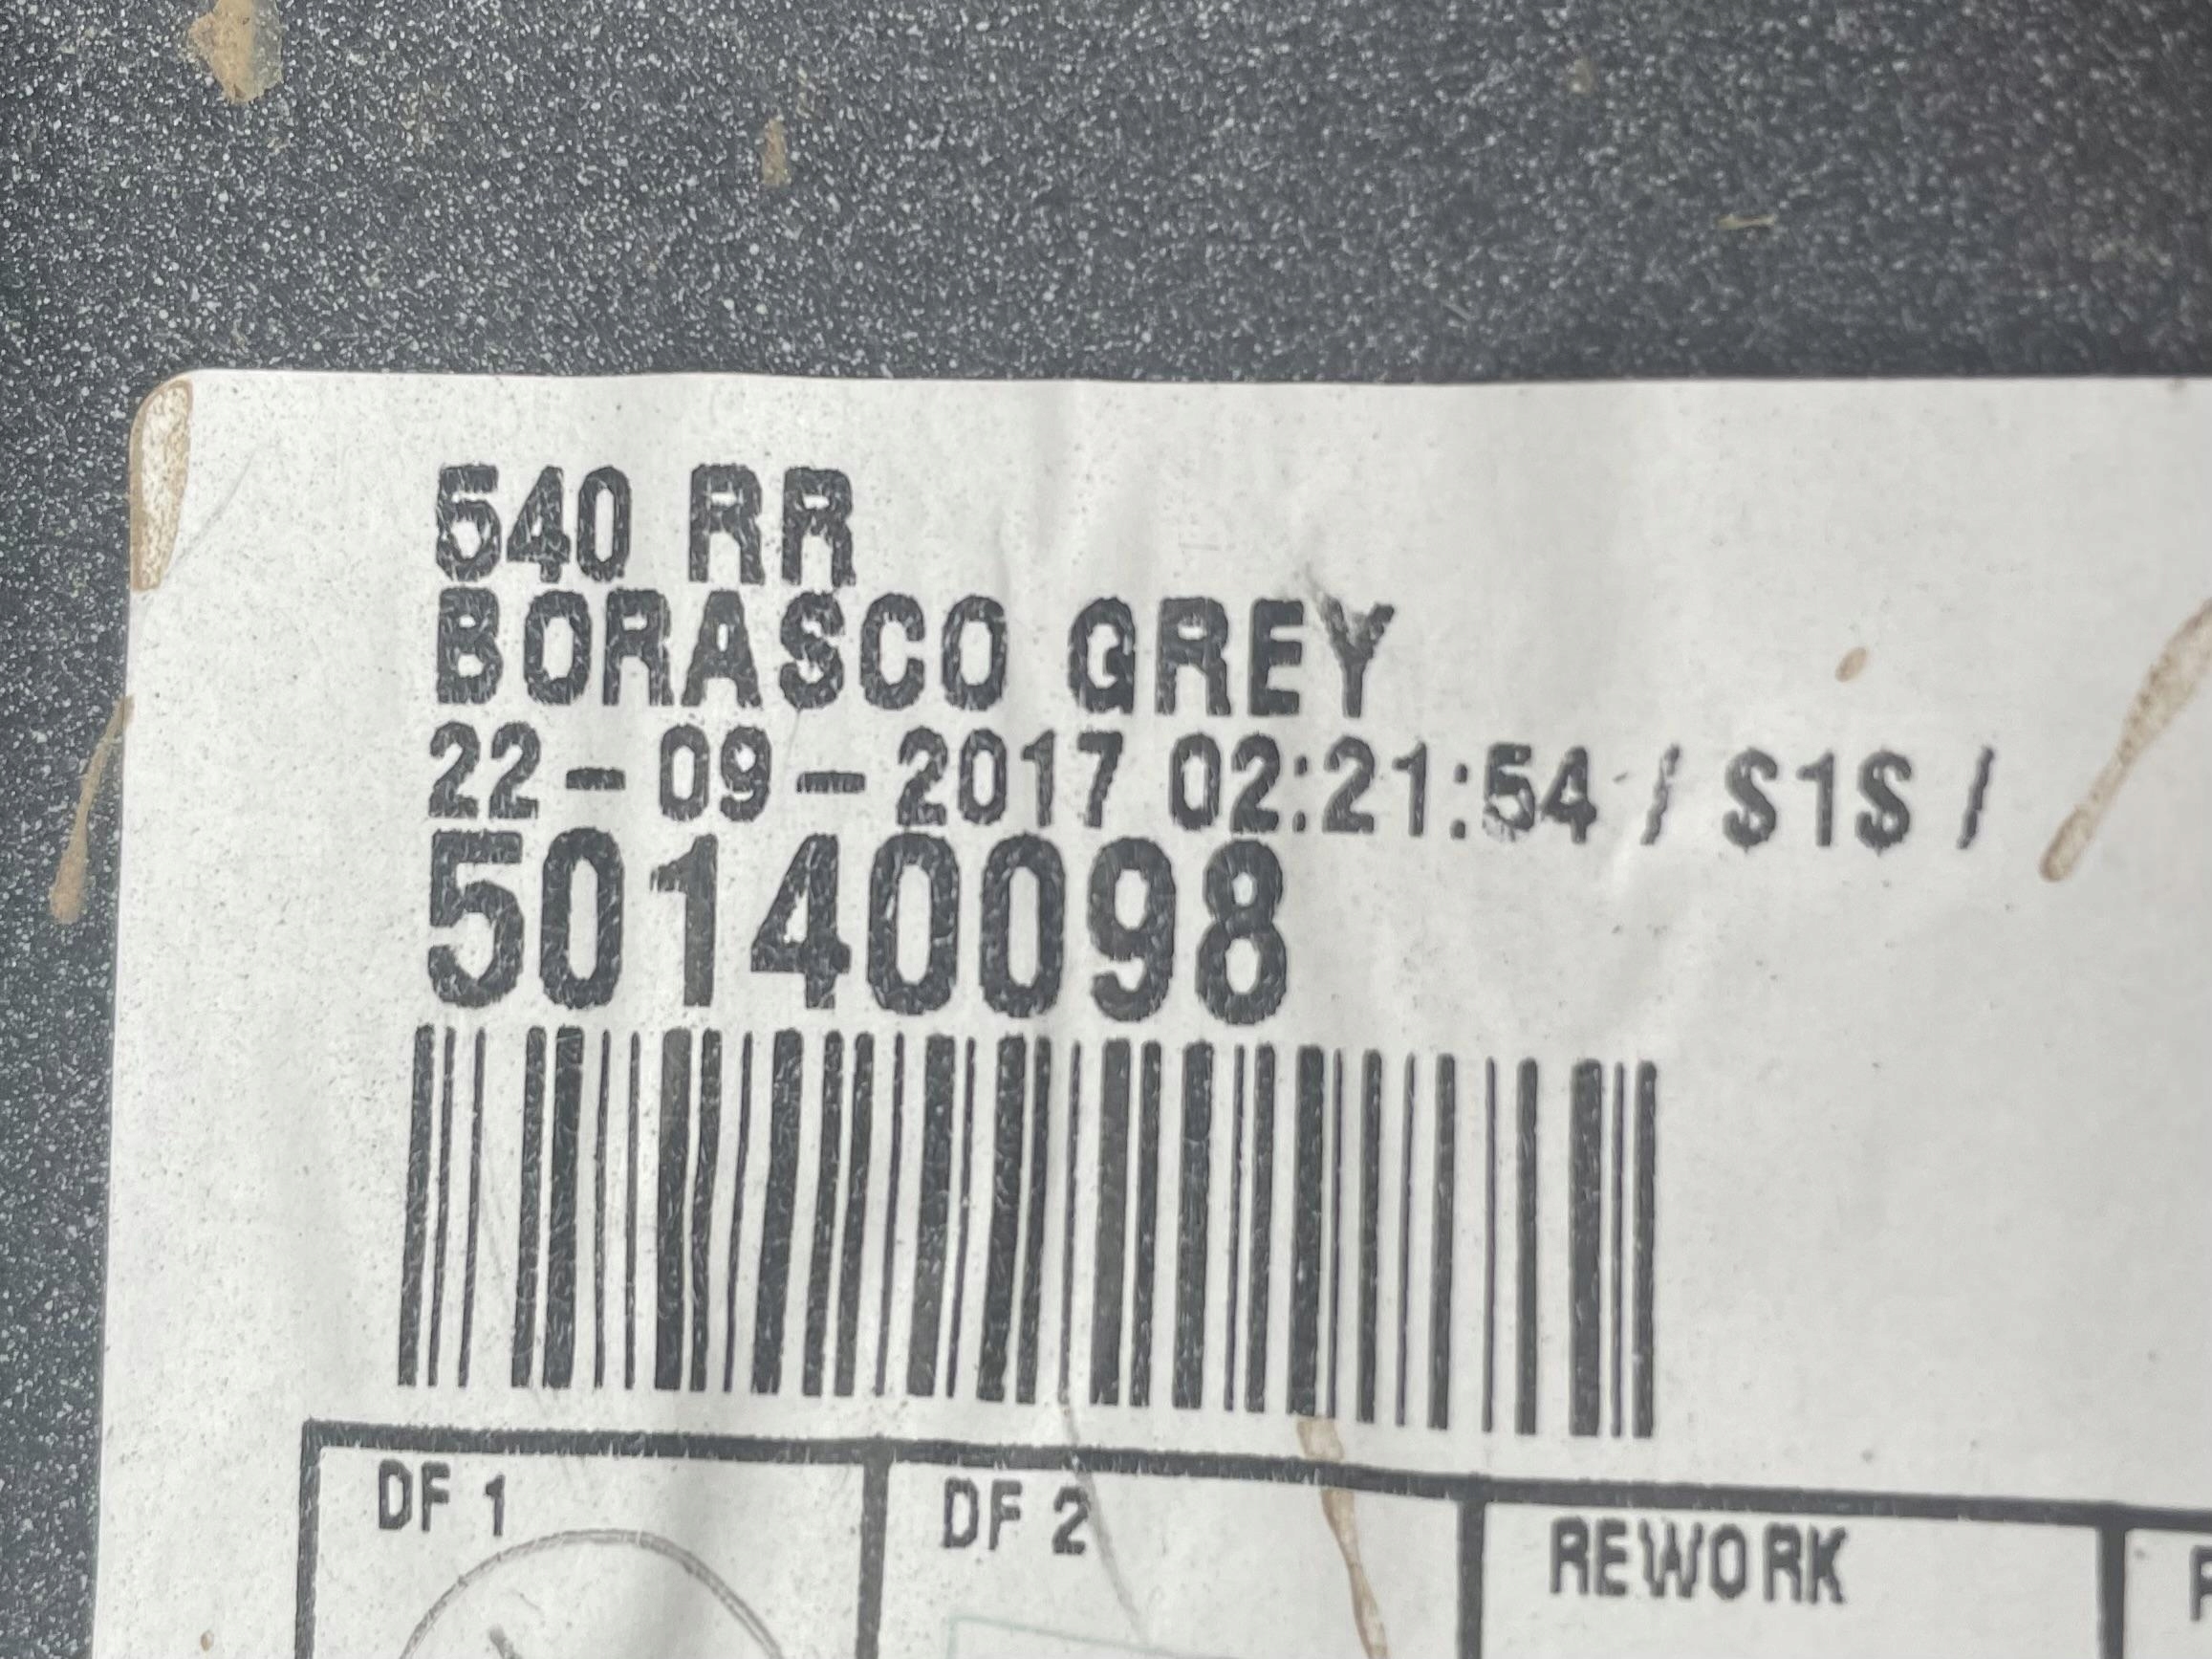 540 RR
BORASCO GREY
22-09-2017 02:21:54 / S1S /
50140098
DF 1
DF 2
REWORK